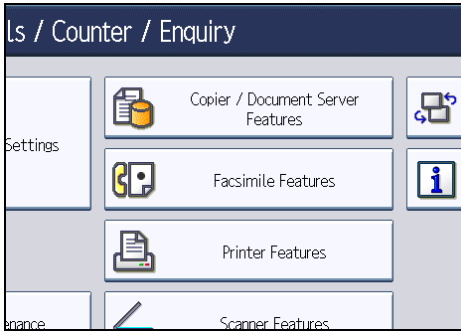 ls / Counter / Enquiry
Copier / Document Server
Features
Settings
Facsimile Features
Printer Features
enance
Scanner Features